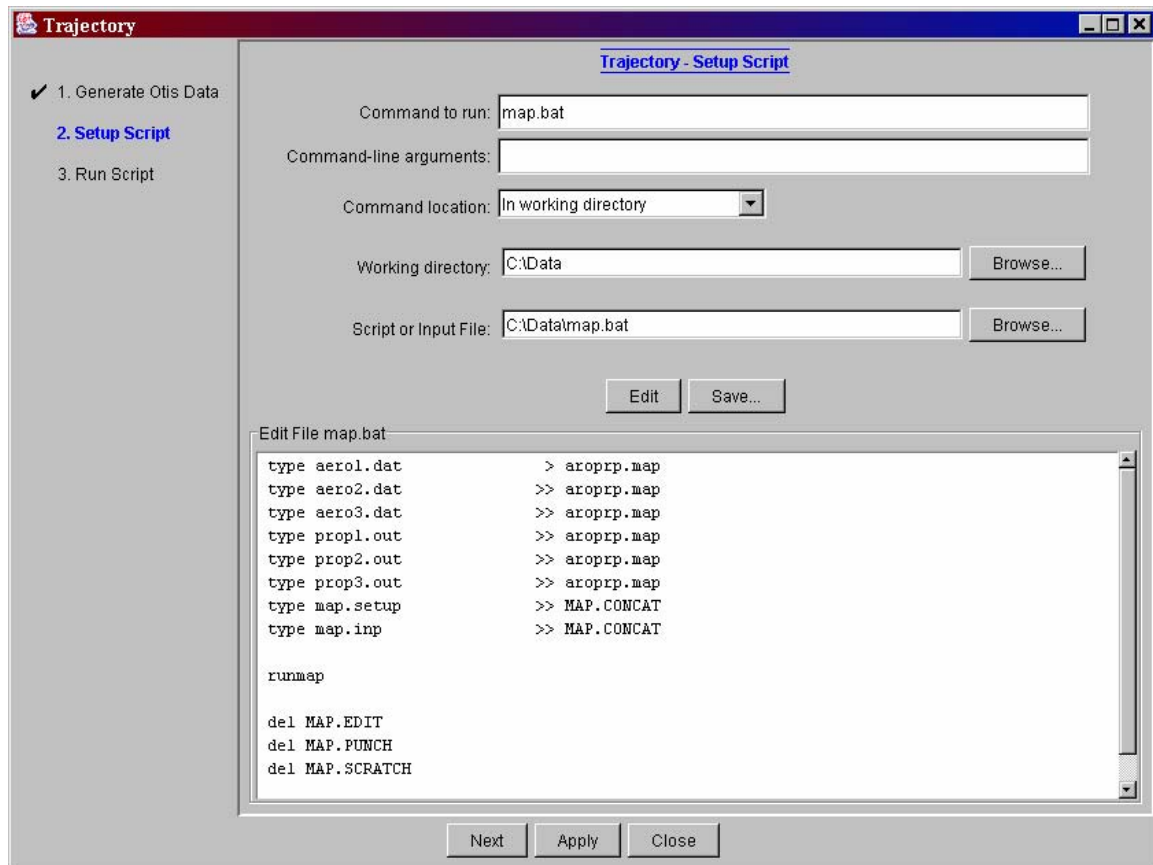 Trajectory
✔ 1. Generate Otis Data
2. Setup Script
3. Run Script
Trajectory - Setup Script
Command to run: map.bat
Command-line arguments:
Command location: In working directory
Working directory: C:\Data Browse...
Script or Input File: C:\Data\map.bat Browse...
Edit Save...
Edit File map.bat
type aero1.dat > aroprp.map
type aero2.dat >> aroprp.map
type aero3.dat >> aroprp.map
type prop1.out >> aroprp.map
type prop2.out >> aroprp.map
type prop3.out >> aroprp.map
type map.setup >> MAP.CONCAT
type map.inp >> MAP.CONCAT
runmap
del MAP.EDIT
del MAP.PUNCH
del MAP.SCRATCH
Next Apply Close